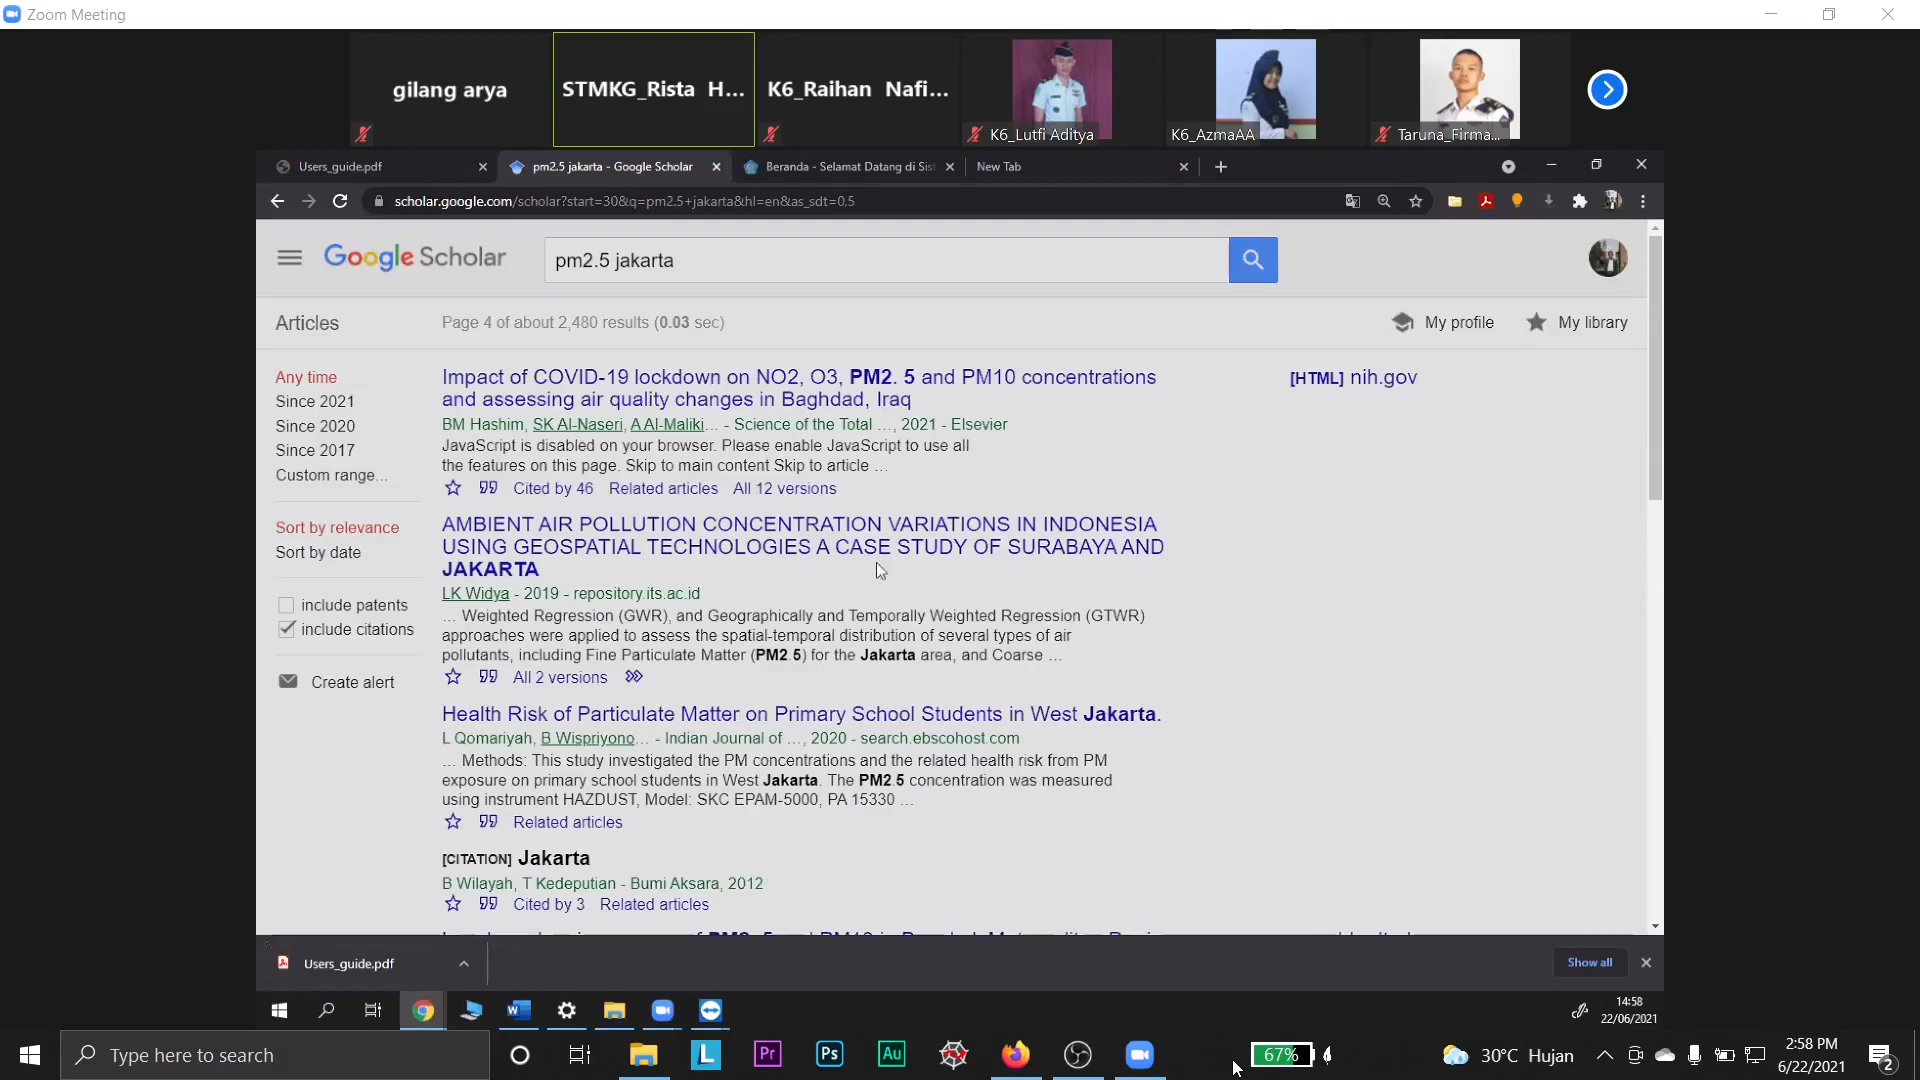 Zoom Meeting
gilang arya
STMKG_Rista H...
K6_Raihan Nafi...
K6_Lutfi Aditya
K6_AzmaAA
Taruna_Firma...
Users_guide.pdf
pm2.5 jakarta - Google Scholar
Beranda - Selamat Datang di Sis
New Tab
scholar.google.com/scholar?start=30&q=pm2.5+jakarta&hl=en&as_sdt=0,5
Google Scholar
pm2.5 jakarta
Articles
Page 4 of about 2,480 results (0.03 sec)
My profile
My library
Any time
Since 2021
Since 2020
Since 2017
Custom range...
Sort by relevance
Sort by date
include patents
include citations
Create alert
Impact of COVID-19 lockdown on NO2, O3, PM2. 5 and PM10 concentrations
and assessing air quality changes in Baghdad, Iraq
[HTML] nih.gov
BM Hashim, SK Al-Naseri, A Al-Maliki… - Science of the Total …, 2021 - Elsevier
JavaScript is disabled on your browser. Please enable JavaScript to use all
the features on this page. Skip to main content Skip to article …
Cited by 46 Related articles All 12 versions
AMBIENT AIR POLLUTION CONCENTRATION VARIATIONS IN INDONESIA
USING GEOSPATIAL TECHNOLOGIES A CASE STUDY OF SURABAYA AND
JAKARTA
LK Widya - 2019 - repository.its.ac.id
… Weighted Regression (GWR), and Geographically and Temporally Weighted Regression (GTWR)
approaches were applied to assess the spatial-temporal distribution of several types of air
pollutants, including Fine Particulate Matter (PM2.5) for the Jakarta area, and Coarse …
All 2 versions
Health Risk of Particulate Matter on Primary School Students in West Jakarta.
L Qomariyah, B Wispriyono… - Indian Journal of …, 2020 - search.ebscohost.com
… Methods: This study investigated the PM concentrations and the related health risk from PM
exposure on primary school students in West Jakarta. The PM2.5 concentration was measured
using instrument HAZDUST, Model: SKC EPAM-5000, PA 15330 …
Related articles
[CITATION] Jakarta
B Wilayah, T Kedeputian - Bumi Aksara, 2012
Cited by 3 Related articles
Users_guide.pdf
Show all
14:58
22/06/2021
Type here to search
67%
30°C Hujan
2:58 PM
6/22/2021
2